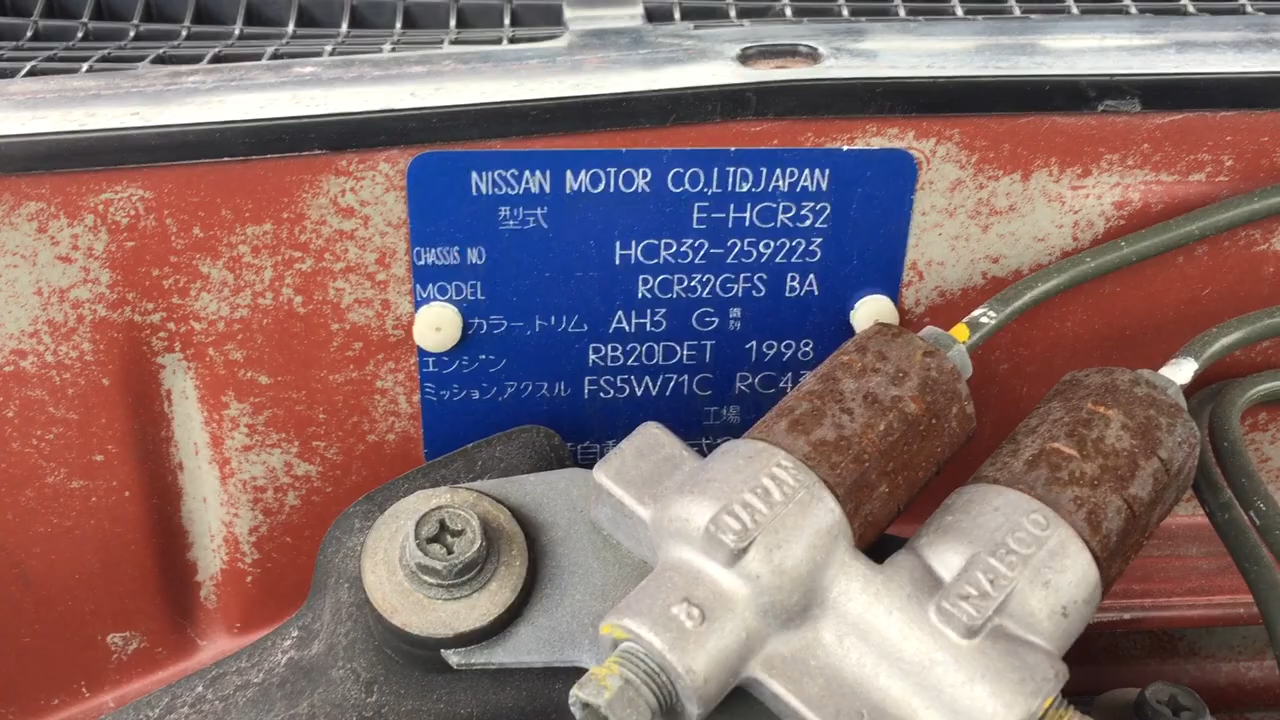 NISSAN MOTOR CO.,LTD.JAPAN
型式 E-HCR32
CHASSIS NO HCR32-259223
MODEL RCR32GFS BA
カラー,トリム AH3 G
エンジン RB20DET 1998
ミッション,アクスル FS5W71C
工場
自動
JAPAN
NABCO